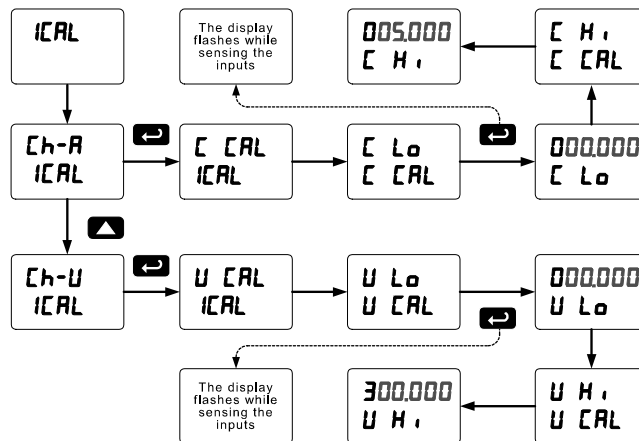 ICAL
The display
flashes while
sensing the
inputs
005.000
C Hi
C Hi
C CAL
Ch-A
ICAL
C CAL
ICAL
C Lo
C CAL
000.000
C Lo
Ch-U
ICAL
U CAL
ICAL
U Lo
U CAL
000.000
U Lo
The display
flashes while
sensing the
inputs
300.000
U Hi
U Hi
U CAL